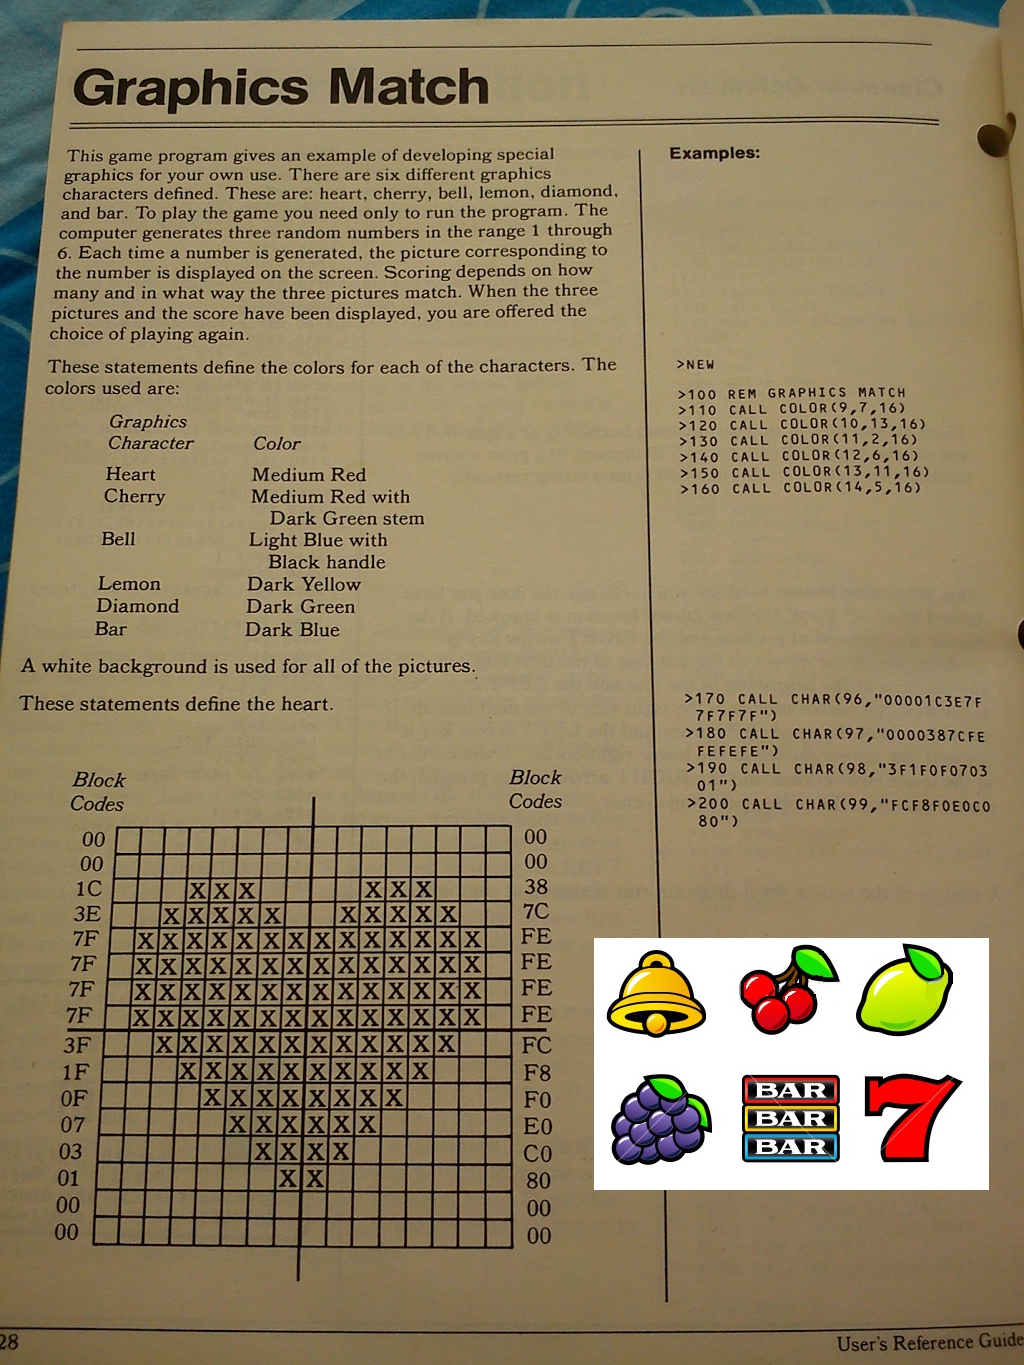 Graphics Match
This game program gives an example of developing special
graphics for your own use. There are six different graphics
characters defined. These are: heart, cherry, bell, lemon, diamond,
and bar. To play the game you need only to run the program. The
computer generates three random numbers in the range 1 through
6. Each time a number is generated, the picture corresponding to
the number is displayed on the screen. Scoring depends on how
many and in what way the three pictures match. When the three
pictures and the score have been displayed, you are offered the
choice of playing again.
These statements define the colors for each of the characters. The
colors used are:
Graphics
Character Color
Heart Medium Red
Cherry Medium Red with
Dark Green stem
Bell Light Blue with
Black handle
Lemon Dark Yellow
Diamond Dark Green
Bar Dark Blue
A white background is used for all of the pictures.
These statements define the heart.
Block Block
Codes Codes
00 00
00 00
1C X X X X X X 38
3E X X X X X X X X X X 7C
7F X X X X X X X X X X X X X X FE
7F X X X X X X X X X X X X X X FE
7F X X X X X X X X X X X X X X FE
7F X X X X X X X X X X X X X X FE
3F X X X X X X X X X X X X FC
1F X X X X X X X X X X F8
0F X X X X X X X X F0
07 X X X X X X E0
03 X X X X C0
01 X X 80
00 00
00 00
Examples:
>NEW
>100 REM GRAPHICS MATCH
>110 CALL COLOR(9,7,16)
>120 CALL COLOR(10,13,16)
>130 CALL COLOR(11,2,16)
>140 CALL COLOR(12,6,16)
>150 CALL COLOR(13,11,16)
>160 CALL COLOR(14,5,16)
>170 CALL CHAR(96,"00001C3E7F
7F7F7F")
>180 CALL CHAR(97,"0000387CFE
FEFEFE")
>190 CALL CHAR(98,"3F1F0F0703
01")
>200 CALL CHAR(99,"FCF8F0E0C0
80")
BAR
BAR
BAR
7
28
User's Reference Guide